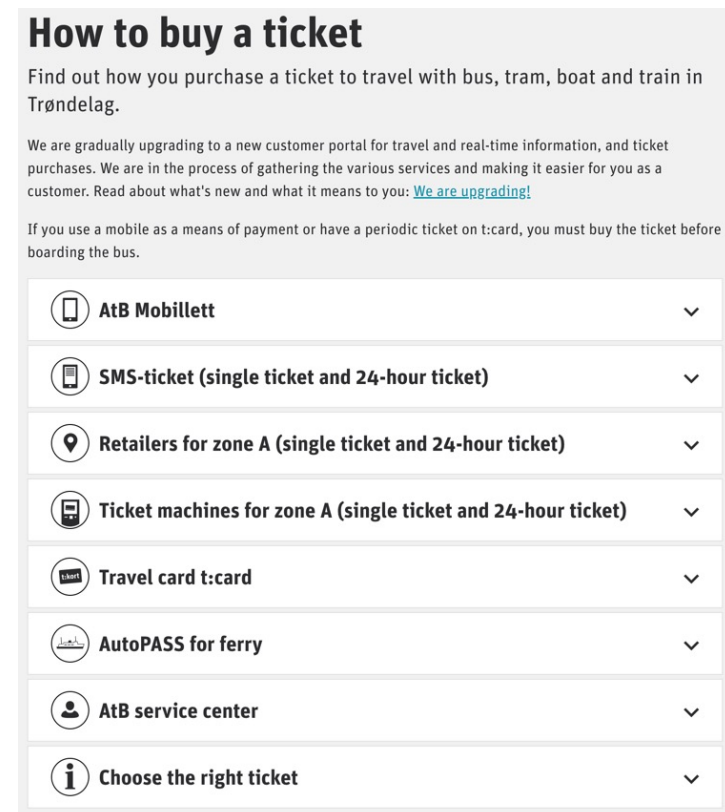 How to buy a ticket
Find out how you purchase a ticket to travel with bus, tram, boat and train in
Trøndelag.
We are gradually upgrading to a new customer portal for travel and real-time information, and ticket
purchases. We are in the process of gathering the various services and making it easier for you as a
customer. Read about what's new and what it means to you: We are upgrading!
If you use a mobile as a means of payment or have a periodic ticket on t:card, you must buy the ticket before
boarding the bus.
AtB Mobillett
SMS-ticket (single ticket and 24-hour ticket)
Retailers for zone A (single ticket and 24-hour ticket)
Ticket machines for zone A (single ticket and 24-hour ticket)
t:kort Travel card t:card
AutoPASS for ferry
AtB service center
i Choose the right ticket